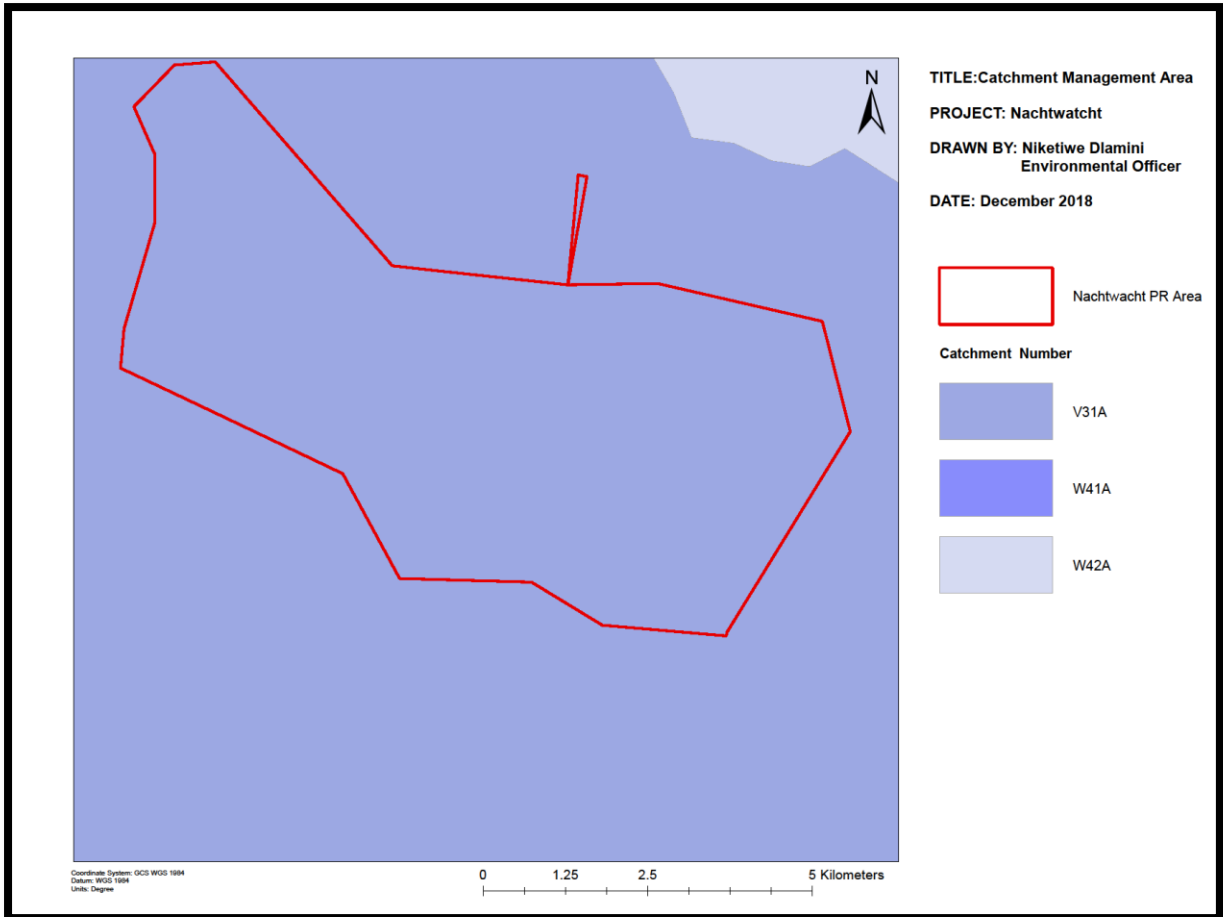 N
TITLE:Catchment Management Area
PROJECT: Nachtwatcht
DRAWN BY: Niketiwe Dlamini
Environmental Officer
DATE: December 2018
Nachtwacht PR Area
Catchment Number
V31A
W41A
W42A
Coordinate System: GCS WGS 1984
Datum: WGS 1984
Units: Degree
0 1.25 2.5 5 Kilometers